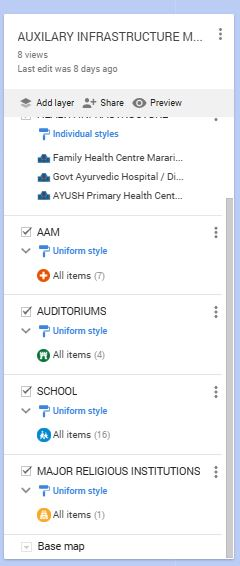 AUXILARY INFRASTRUCTURE M...
8 views
Last edit was 8 days ago
Add layer Share Preview
HEALTH INFRASTRUCTURE
Individual styles
Family Health Centre Marari...
Govt Ayurvedic Hospital / Di...
AYUSH Primary Health Cent...
AAM
Uniform style
All items (7)
AUDITORIUMS
Uniform style
All items (4)
SCHOOL
Uniform style
All items (16)
MAJOR RELIGIOUS INSTITUTIONS
Uniform style
All items (1)
Base map